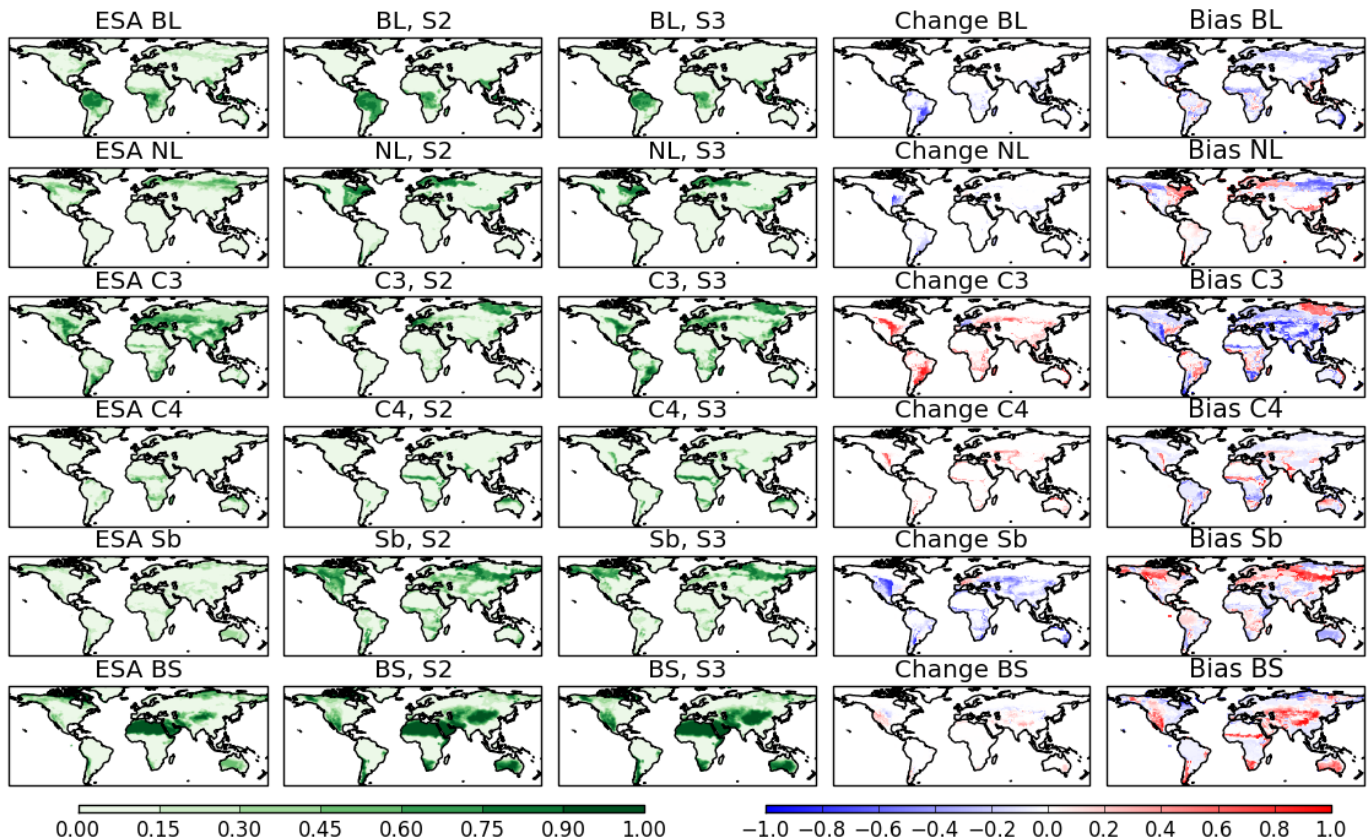 ESA BL BL, S2 BL, S3 Change BL Bias BL
ESA NL NL, S2 NL, S3 Change NL Bias NL
ESA C3 C3, S2 C3, S3 Change C3 Bias C3
ESA C4 C4, S2 C4, S3 Change C4 Bias C4
ESA Sb Sb, S2 Sb, S3 Change Sb Bias Sb
ESA BS BS, S2 BS, S3 Change BS Bias BS
0.00 0.15 0.30 0.45 0.60 0.75 0.90 1.00 −1.0 −0.8 −0.6 −0.4 −0.2 0.0 0.2 0.4 0.6 0.8 1.0